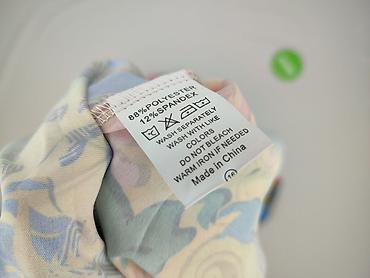 88%POLYESTER
12%SPANDEX
WASH SEPARATELY
WASH WITH LIKE
COLORS
DO NOT BLEACH
WARM IRON IF NEEDED
Made in China